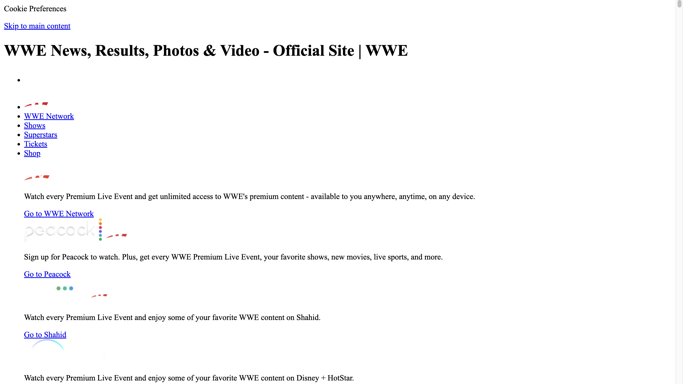 Cookie Preferences
Skip to main content
WWE News, Results, Photos & Video - Official Site | WWE
WWE Network
Shows
Superstars
Tickets
Shop
Watch every Premium Live Event and get unlimited access to WWE's premium content - available to you anywhere, anytime, on any device.
Go to WWE Network
peacock
Sign up for Peacock to watch. Plus, get every WWE Premium Live Event, your favorite shows, new movies, live sports, and more.
Go to Peacock
Watch every Premium Live Event and enjoy some of your favorite WWE content on Shahid.
Go to Shahid
Watch every Premium Live Event and enjoy some of your favorite WWE content on Disney + HotStar.